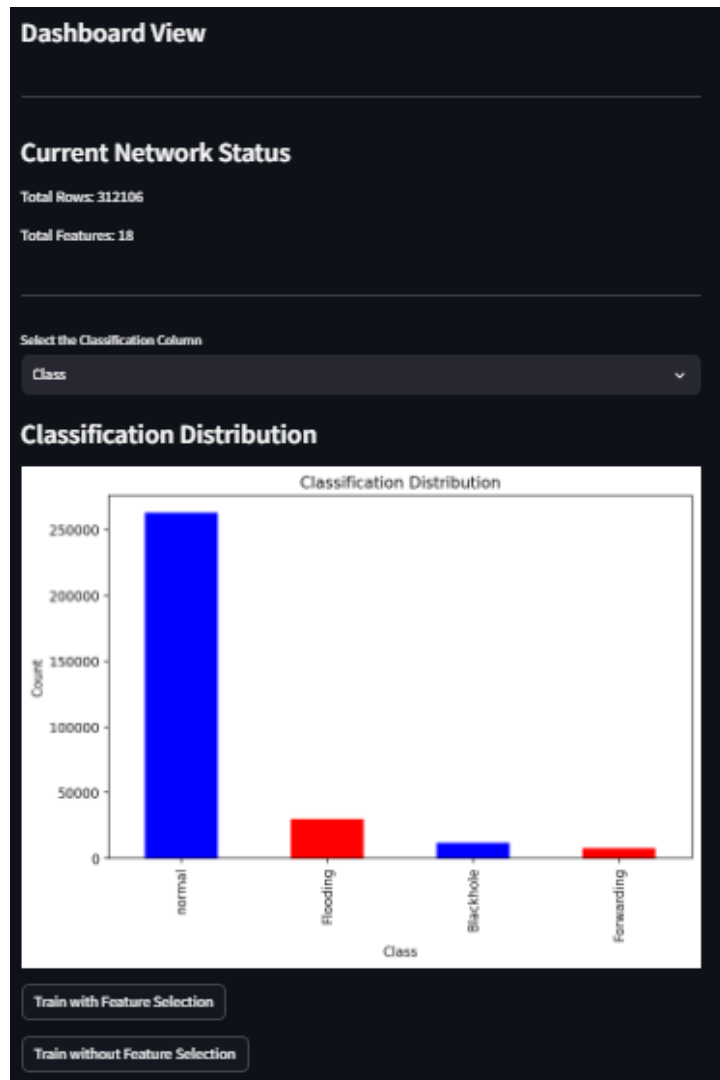 Dashboard View
Current Network Status
Total Rows: 312106
Total Features: 18
Select the Classification Column
Class
Classification Distribution
Classification Distribution
250000
200000
150000
100000
50000
0
Count
normal
Flooding
Blackhole
Forwarding
Class
Train with Feature Selection
Train without Feature Selection